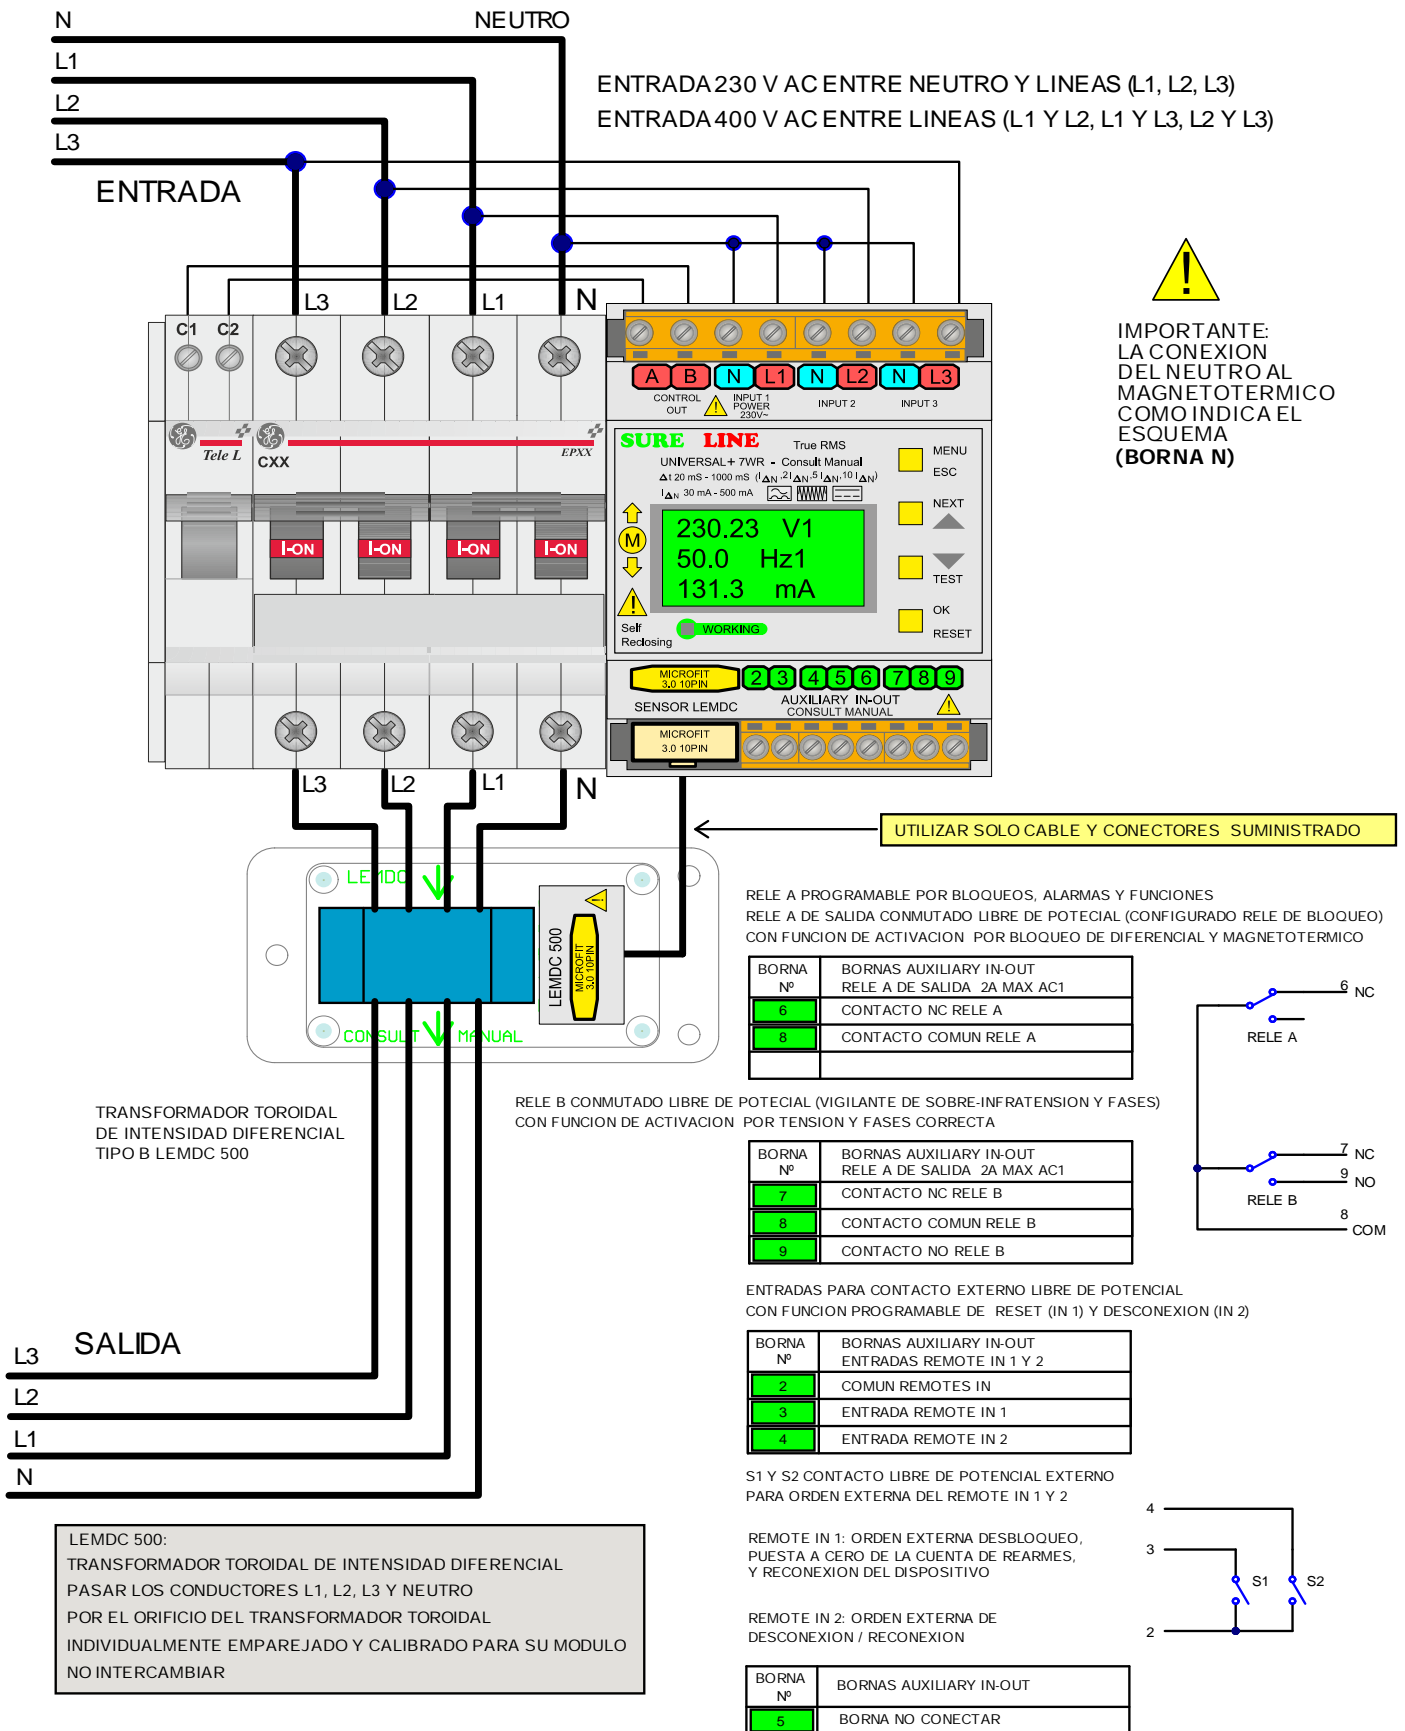 N
NEUTRO
L1
L2
L3
ENTRADA
ENTRADA 230 V AC ENTRE NEUTRO Y LINEAS (L1, L2, L3)
ENTRADA 400 V AC ENTRE LINEAS (L1 Y L2, L1 Y L3, L2 Y L3)
!
IMPORTANTE:
LA CONEXION
DEL NEUTRO AL
MAGNETOTERMICO
COMO INDICA EL
ESQUEMA
(BORNA N)
L3 L2 L1 N
C1 C2
A B N L1 N L2 N L3
CONTROL OUT
! INPUT 1 POWER 230V~
INPUT 2
INPUT 3
Tele L
CXX
EPXX
SURE LINE
True RMS
UNIVERSAL+ 7WR - Consult Manual
Δt 20 mS - 1000 mS (IΔN ,2IΔN,5IΔN,10IΔN)
IΔN 30 mA - 500 mA
MENU
ESC
NEXT
TEST
OK
RESET
M
!
Self
Reclosing
230.23 V1
50.0 Hz1
131.3 mA
WORKING
I-ON I-ON I-ON I-ON
MICROFIT
3.0 10PIN
2 3 4 5 6 7 8 9
SENSOR LEMDC
AUXILIARY IN-OUT
CONSULT MANUAL
!
MICROFIT
3.0 10PIN
L3 L2 L1 N
UTILIZAR SOLO CABLE Y CONECTORES SUMINISTRADO
LEMDC
LEMDC 500
MICROFIT
3.0 10PIN
!
CONSULT MANUAL
TRANSFORMADOR TOROIDAL
DE INTENSIDAD DIFERENCIAL
TIPO B LEMDC 500
RELE A PROGRAMABLE POR BLOQUEOS, ALARMAS Y FUNCIONES
RELE A DE SALIDA CONMUTADO LIBRE DE POTECIAL (CONFIGURADO RELE DE BLOQUEO)
CON FUNCION DE ACTIVACION POR BLOQUEO DE DIFERENCIAL Y MAGNETOTERMICO
BORNA Nº
BORNAS AUXILIARY IN-OUT
RELE A DE SALIDA 2A MAX AC1
6 CONTACTO NC RELE A
8 CONTACTO COMUN RELE A
6 NC
RELE A
7 NC
9 NO
RELE B
8 COM
RELE B CONMUTADO LIBRE DE POTECIAL (VIGILANTE DE SOBRE-INFRATENSION Y FASES)
CON FUNCION DE ACTIVACION POR TENSION Y FASES CORRECTA
BORNA Nº
BORNAS AUXILIARY IN-OUT
RELE A DE SALIDA 2A MAX AC1
7 CONTACTO NC RELE B
8 CONTACTO COMUN RELE B
9 CONTACTO NO RELE B
ENTRADAS PARA CONTACTO EXTERNO LIBRE DE POTENCIAL
CON FUNCION PROGRAMABLE DE RESET (IN 1) Y DESCONEXION (IN 2)
BORNA Nº
BORNAS AUXILIARY IN-OUT
ENTRADAS REMOTE IN 1 Y 2
2 COMUN REMOTES IN
3 ENTRADA REMOTE IN 1
4 ENTRADA REMOTE IN 2
S1 Y S2 CONTACTO LIBRE DE POTENCIAL EXTERNO
PARA ORDEN EXTERNA DEL REMOTE IN 1 Y 2
REMOTE IN 1: ORDEN EXTERNA DESBLOQUEO,
PUESTA A CERO DE LA CUENTA DE REARMES,
Y RECONEXION DEL DISPOSITIVO
REMOTE IN 2: ORDEN EXTERNA DE
DESCONEXION / RECONEXION
4
3
S1 S2
2
BORNA Nº
BORNAS AUXILIARY IN-OUT
5 BORNA NO CONECTAR
SALIDA
L3
L2
L1
N
LEMDC 500:
TRANSFORMADOR TOROIDAL DE INTENSIDAD DIFERENCIAL
PASAR LOS CONDUCTORES L1, L2, L3 Y NEUTRO
POR EL ORIFICIO DEL TRANSFORMADOR TOROIDAL
INDIVIDUALMENTE EMPAREJADO Y CALIBRADO PARA SU MODULO
NO INTERCAMBIAR